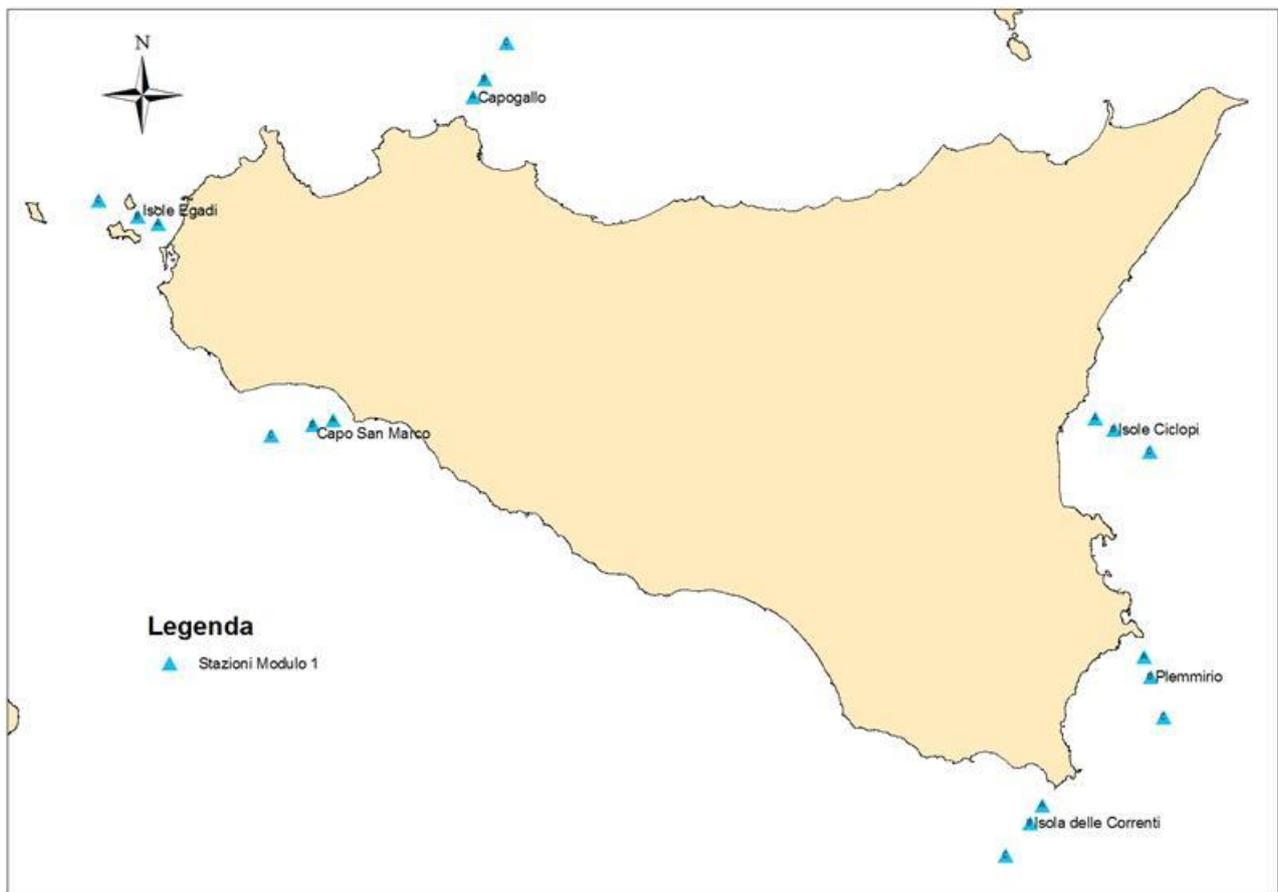 N
C
B
A Capogallo
C
B Isole Egadi
A
A
B Capo San Marco
C
A
B Isole Ciclopi
C
Legenda
Stazioni Modulo 1
A
B Plemmirio
C
A
B Isola delle Correnti
C